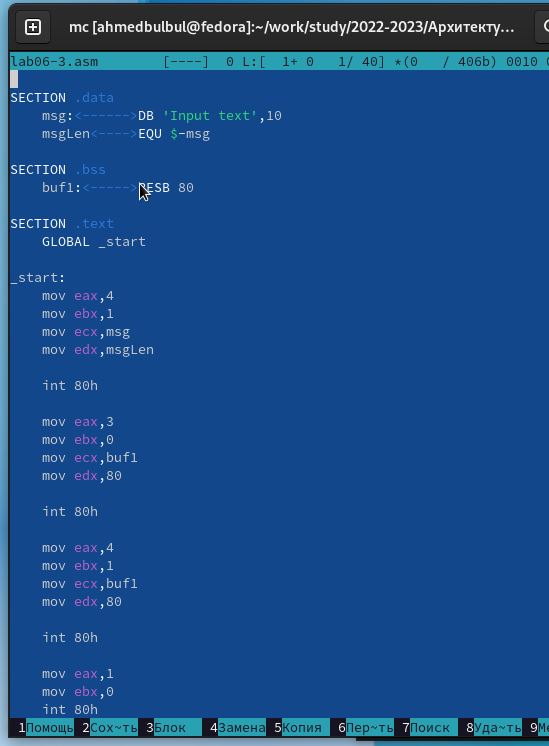 mc [ahmedbulbul@fedora]:~/work/study/2022-2023/Архитекту...
lab06-3.asm [----] 0 L:[ 1+ 0 1/ 40] *(0 / 406b) 0010
SECTION .data
msg:<------>DB 'Input text',10
msgLen<---->EQU $-msg
SECTION .bss
buf1:<----->RESB 80
SECTION .text
GLOBAL _start
_start:
mov eax,4
mov ebx,1
mov ecx,msg
mov edx,msgLen
int 80h
mov eax,3
mov ebx,0
mov ecx,buf1
mov edx,80
int 80h
mov eax,4
mov ebx,1
mov ecx,buf1
mov edx,80
int 80h
mov eax,1
mov ebx,0
int 80h
1Помощь 2Сох~ть 3Блок 4Замена 5Копия 6Пер~ть 7Поиск 8Уда~ть 9М